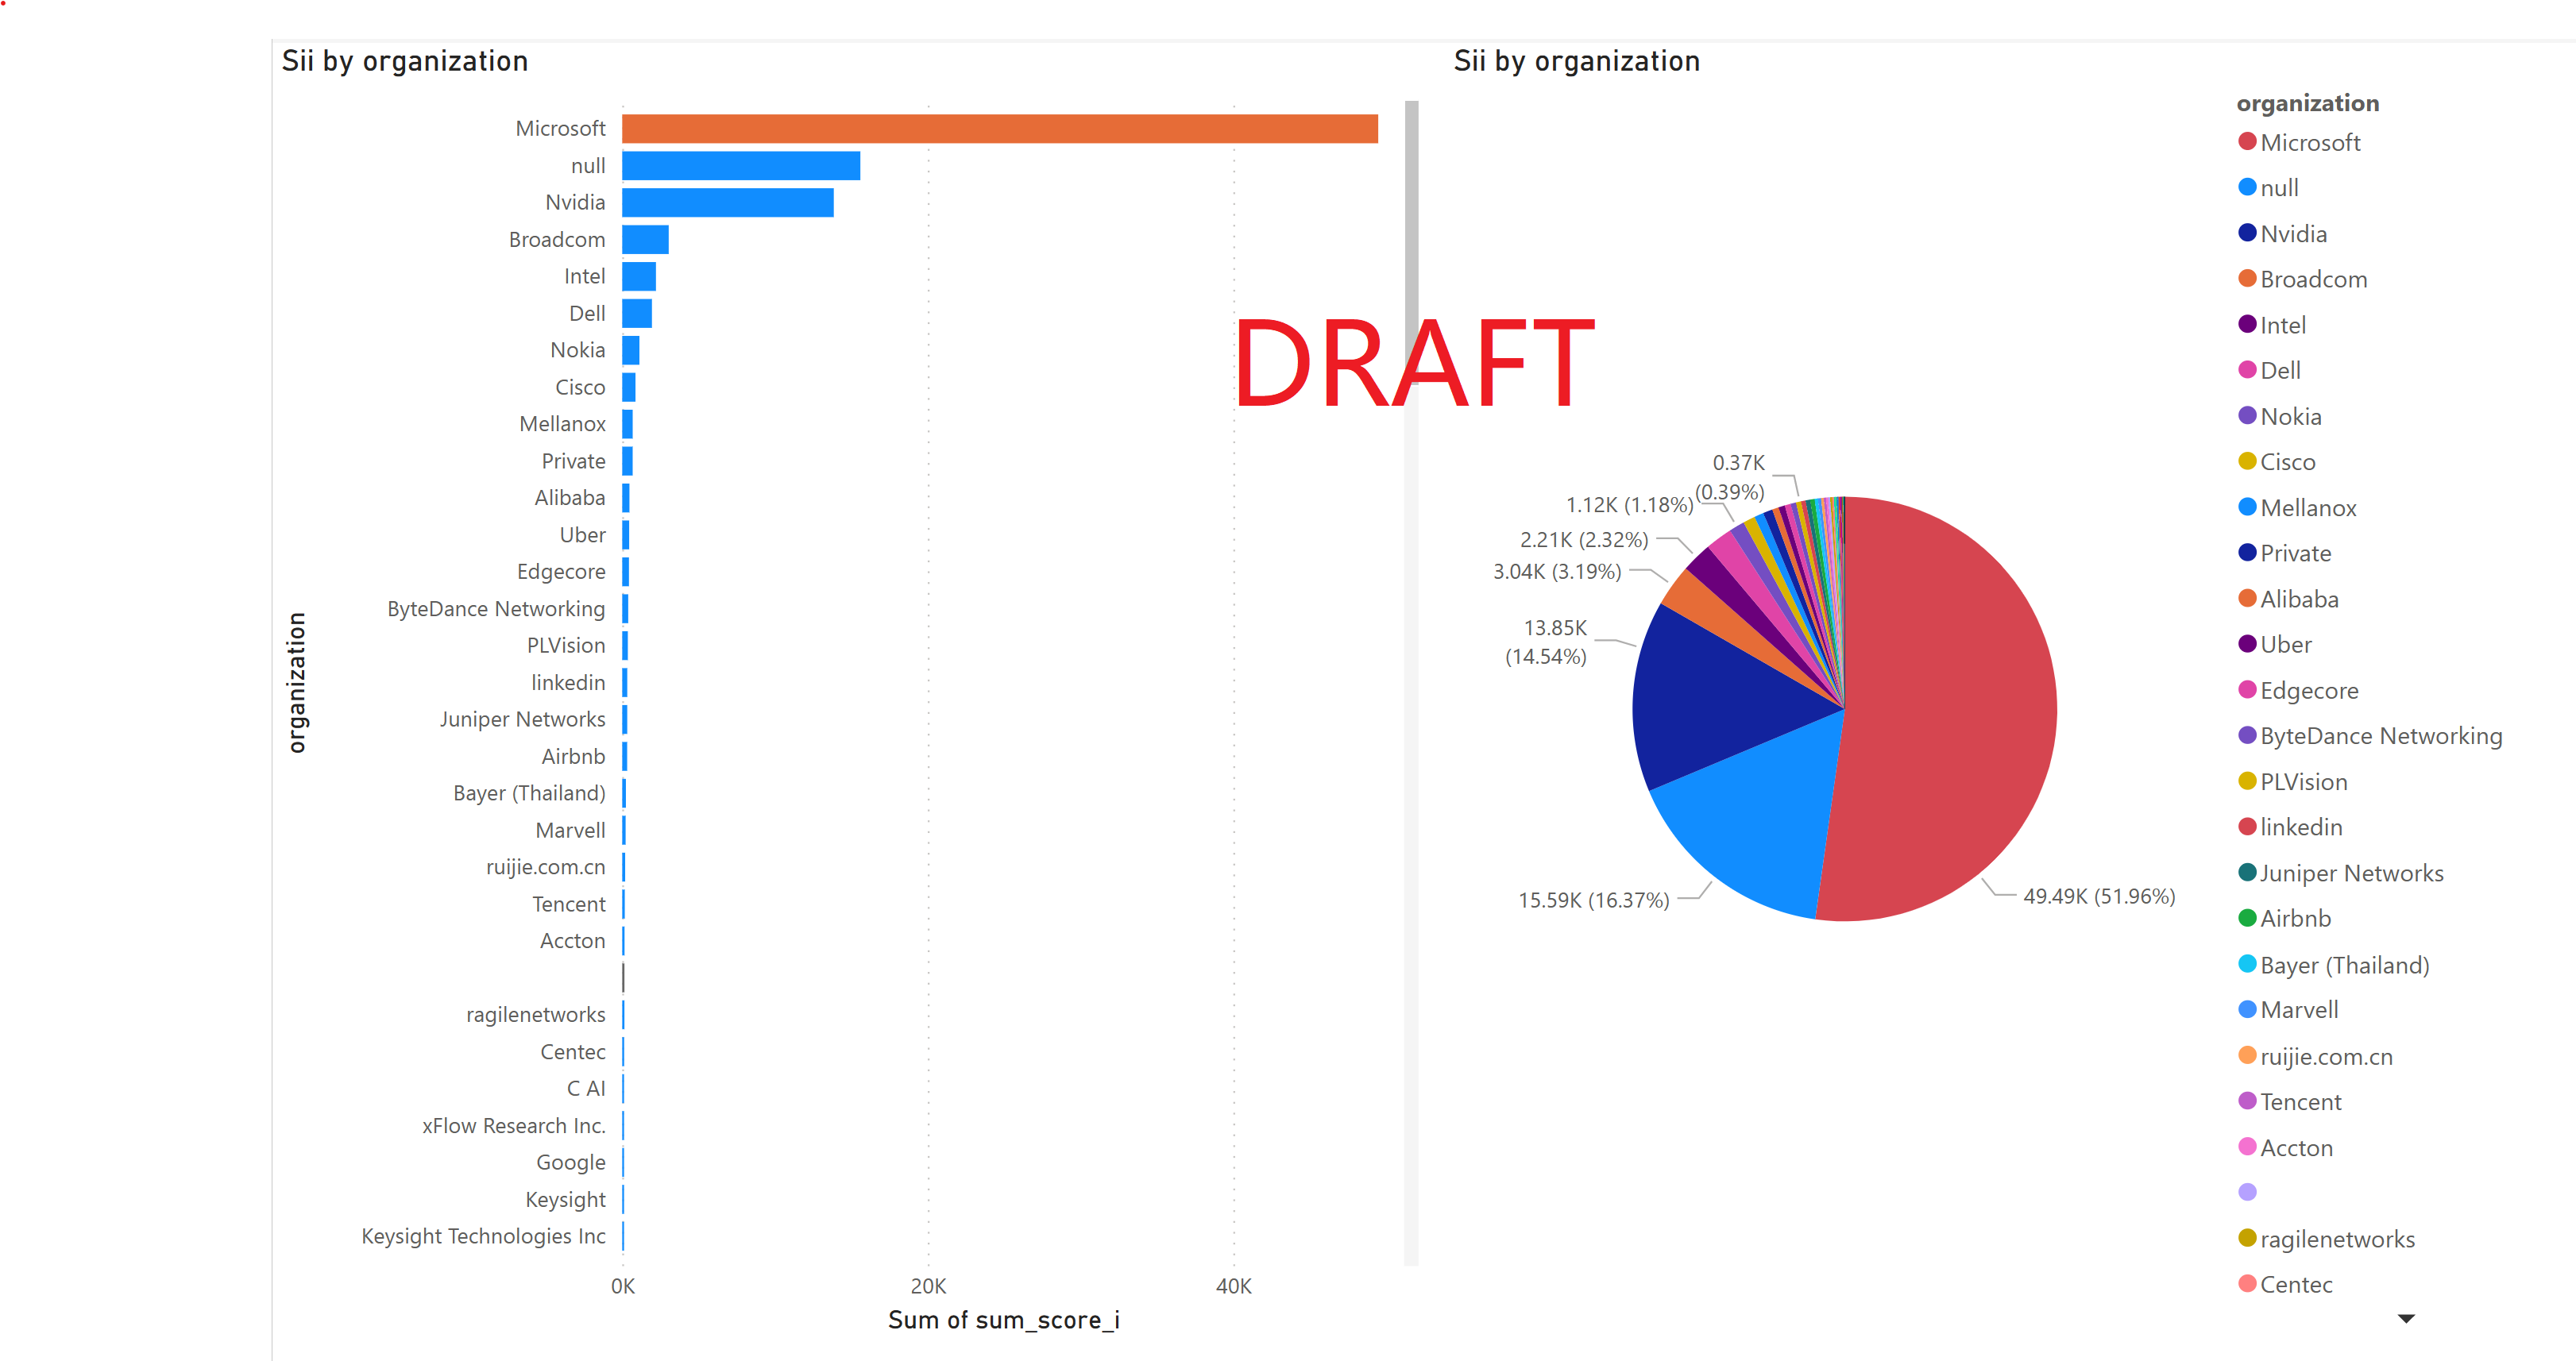 Sii by organization
Microsoft
null
Nvidia
Broadcom
Intel
Dell
Nokia
Cisco
Mellanox
Private
Alibaba
Uber
Edgecore
ByteDance Networking
PLVision
linkedin
Juniper Networks
Airbnb
Bayer (Thailand)
Marvell
ruijie.com.cn
Tencent
Accton
ragilenetworks
Centec
C AI
xFlow Research Inc.
Google
Keysight
Keysight Technologies Inc
organization
0K 20K 40K
Sum of sum_score_i
DRAFT
Sii by organization
0.37K
(0.39%)
1.12K (1.18%)
2.21K (2.32%)
3.04K (3.19%)
13.85K
(14.54%)
15.59K (16.37%)
49.49K (51.96%)
organization
Microsoft
null
Nvidia
Broadcom
Intel
Dell
Nokia
Cisco
Mellanox
Private
Alibaba
Uber
Edgecore
ByteDance Networking
PLVision
linkedin
Juniper Networks
Airbnb
Bayer (Thailand)
Marvell
ruijie.com.cn
Tencent
Accton
ragilenetworks
Centec